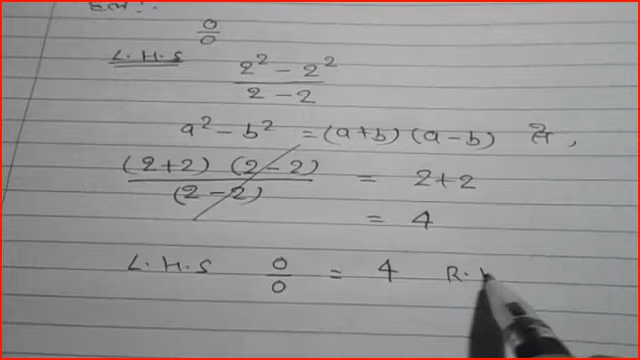 हल :-
0/0
L.H.S (2² - 2²)/(2 - 2)
a² - b² = (a+b) (a-b) से,
(2+2) (2-2)/(2-2) = 2+2
= 4
L.H.S 0/0 = 4 R.H